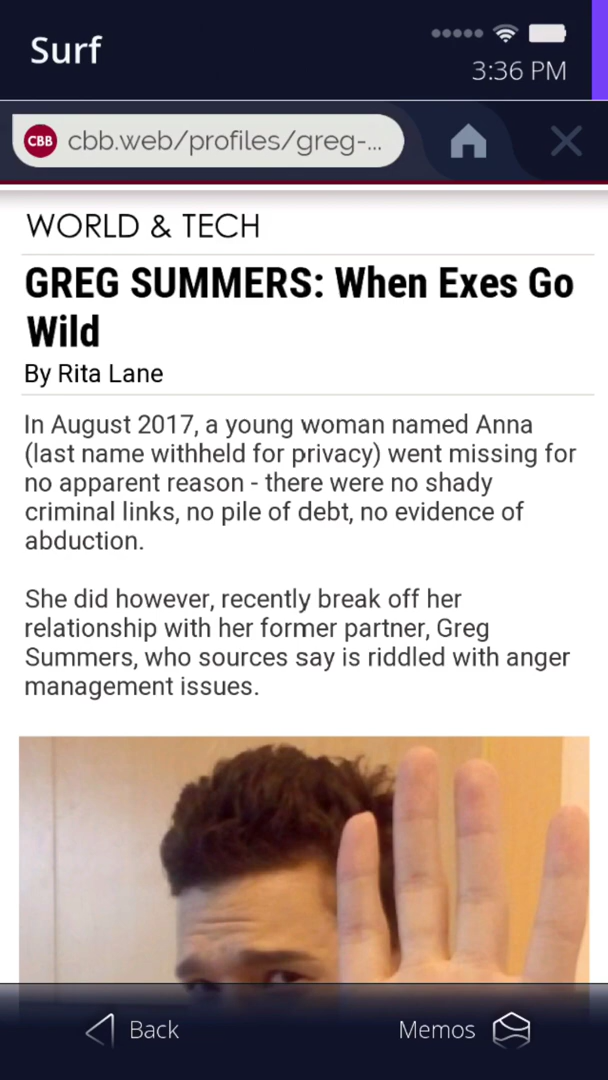 Surf
3:36 PM
CBB cbb.web/profiles/greg-...
WORLD & TECH
GREG SUMMERS: When Exes Go
Wild
By Rita Lane
In August 2017, a young woman named Anna
(last name withheld for privacy) went missing for
no apparent reason - there were no shady
criminal links, no pile of debt, no evidence of
abduction.
She did however, recently break off her
relationship with her former partner, Greg
Summers, who sources say is riddled with anger
management issues.
Back
Memos